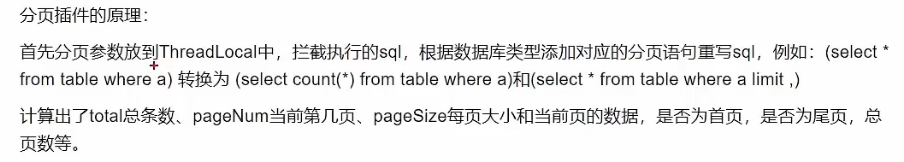 分页插件的原理：
首先分页参数放到ThreadLocal中，拦截执行的sql，根据数据库类型添加对应的分页语句重写sql，例如：(select *
from table where a) 转换为 (select count(*) from table where a)和(select * from table where a limit ,)
计算出了total总条数、pageNum当前第几页、pageSize每页大小和当前页的数据，是否为首页，是否为尾页，总
页数等。